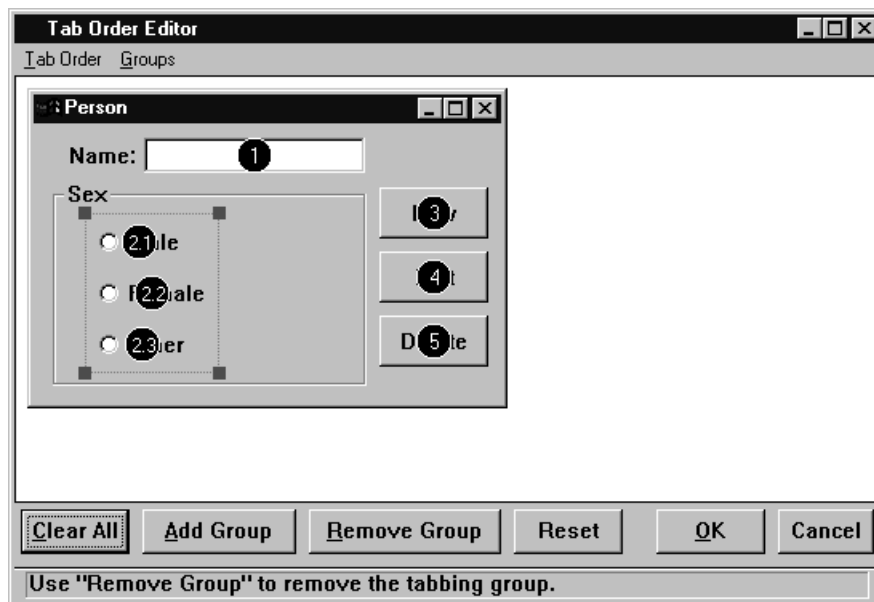 Tab Order Editor
Tab Order Groups
Person
Name: 1
Sex
3
2.1
4
2.2
5
2.3
Clear All Add Group Remove Group Reset OK Cancel
Use "Remove Group" to remove the tabbing group.